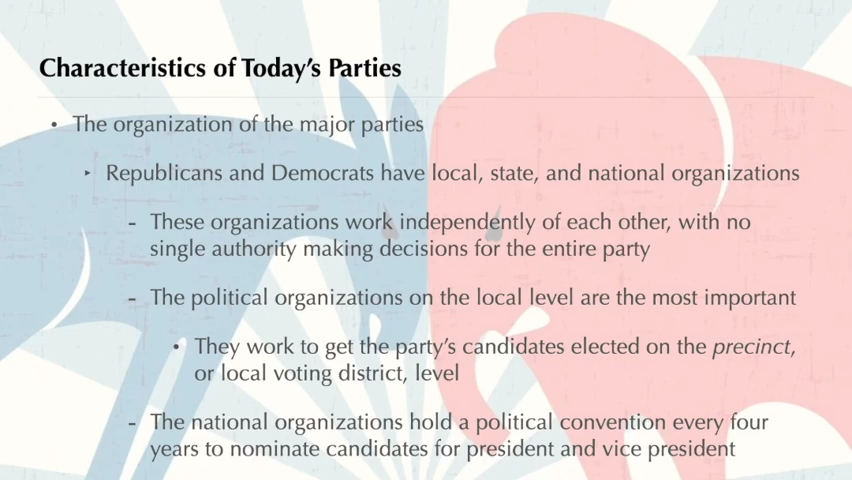 Characteristics of Today's Parties
• The organization of the major parties
‣ Republicans and Democrats have local, state, and national organizations
- These organizations work independently of each other, with no
single authority making decisions for the entire party
- The political organizations on the local level are the most important
• They work to get the party's candidates elected on the precinct,
or local voting district, level
- The national organizations hold a political convention every four
years to nominate candidates for president and vice president